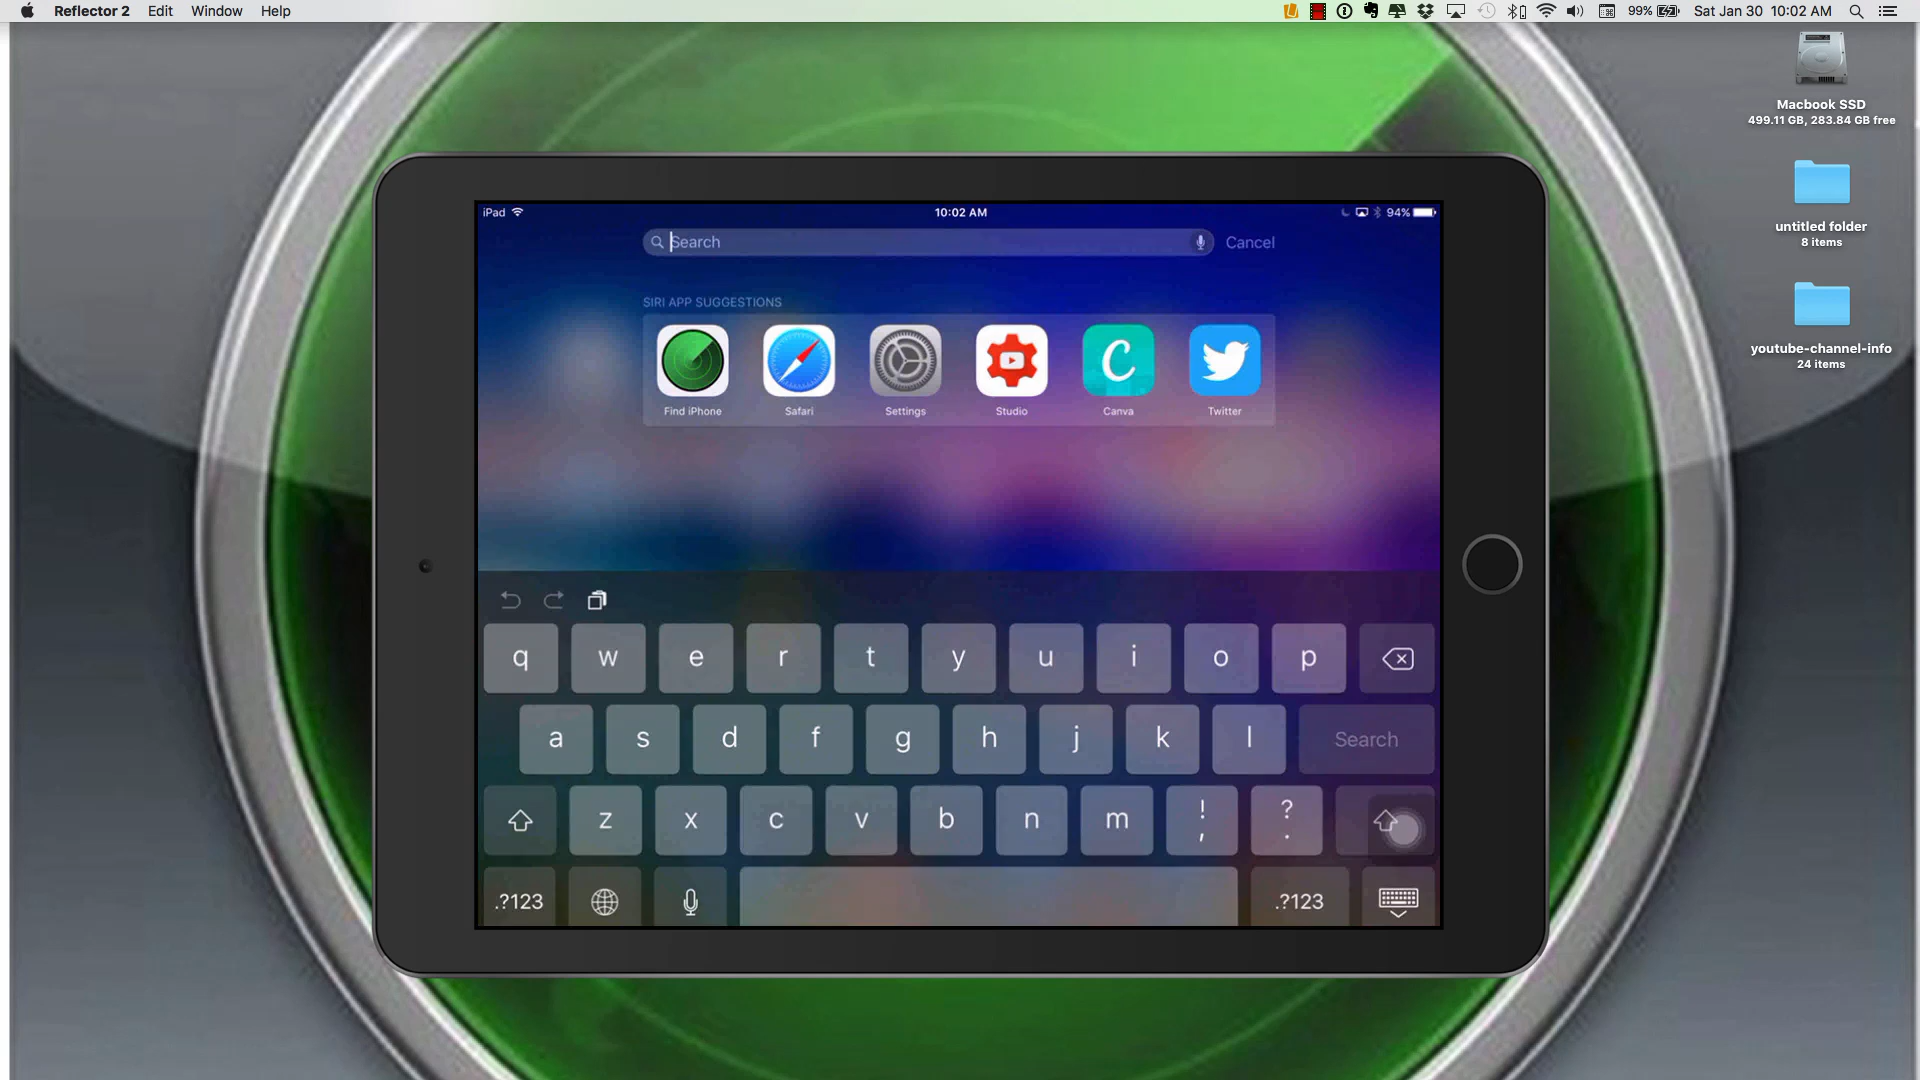 Reflector 2 Edit Window Help 99% Sat Jan 30 10:02 AM
Macbook SSD
499.11 GB, 283.84 GB free
untitled folder
8 items
youtube-channel-info
24 items
iPad 10:02 AM 94%
Search Cancel
SIRI APP SUGGESTIONS
Find iPhone Safari Settings Studio Canva Twitter
q w e r t y u i o p
a s d f g h j k l Search
z x c v b n m ! , ? .
.?123 .?123